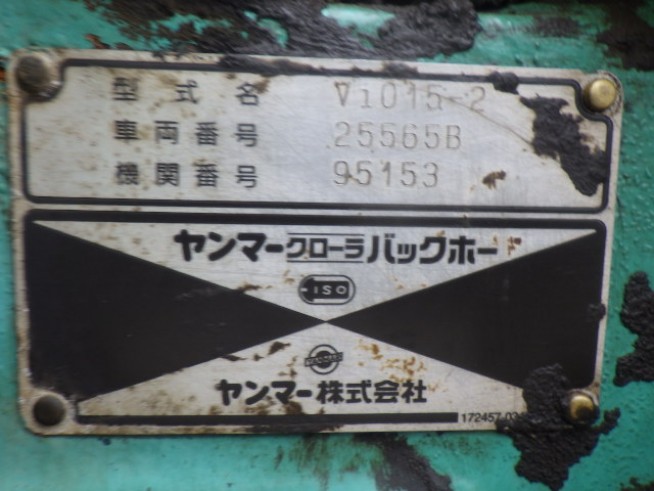 型式名 ViO15-2
車両番号 25565B
機関番号 95153
ヤンマークローラバックホー
ISO
ヤンマー株式会社